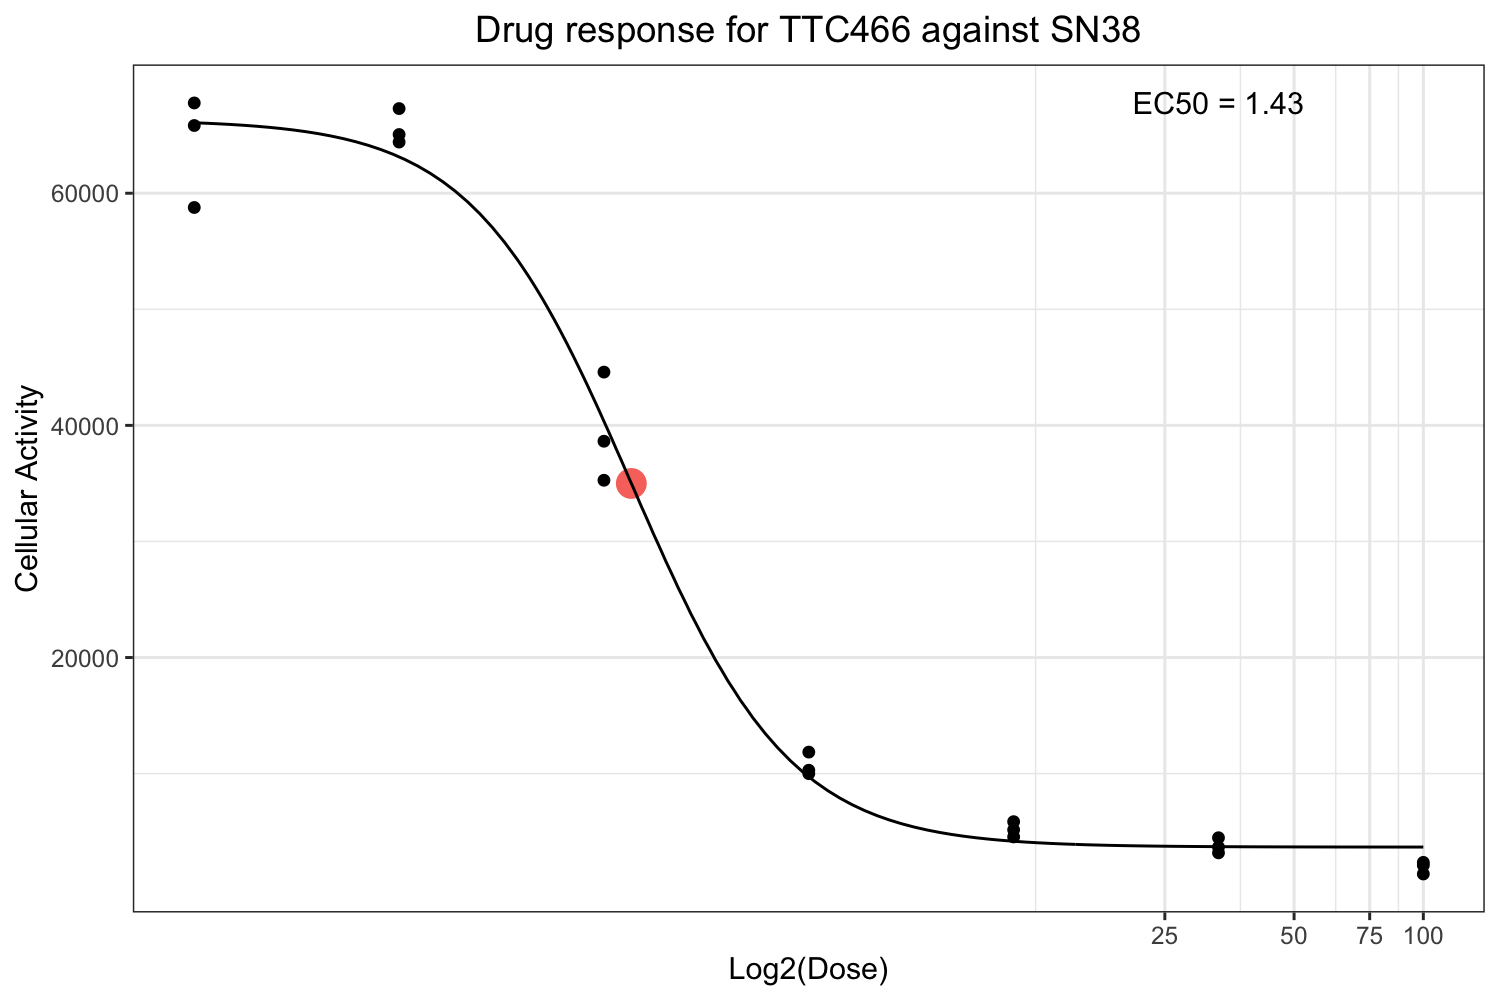 Drug response for TTC466 against SN38
EC50 = 1.43
60000
40000
20000
Cellular Activity
25 50 75 100
Log2(Dose)